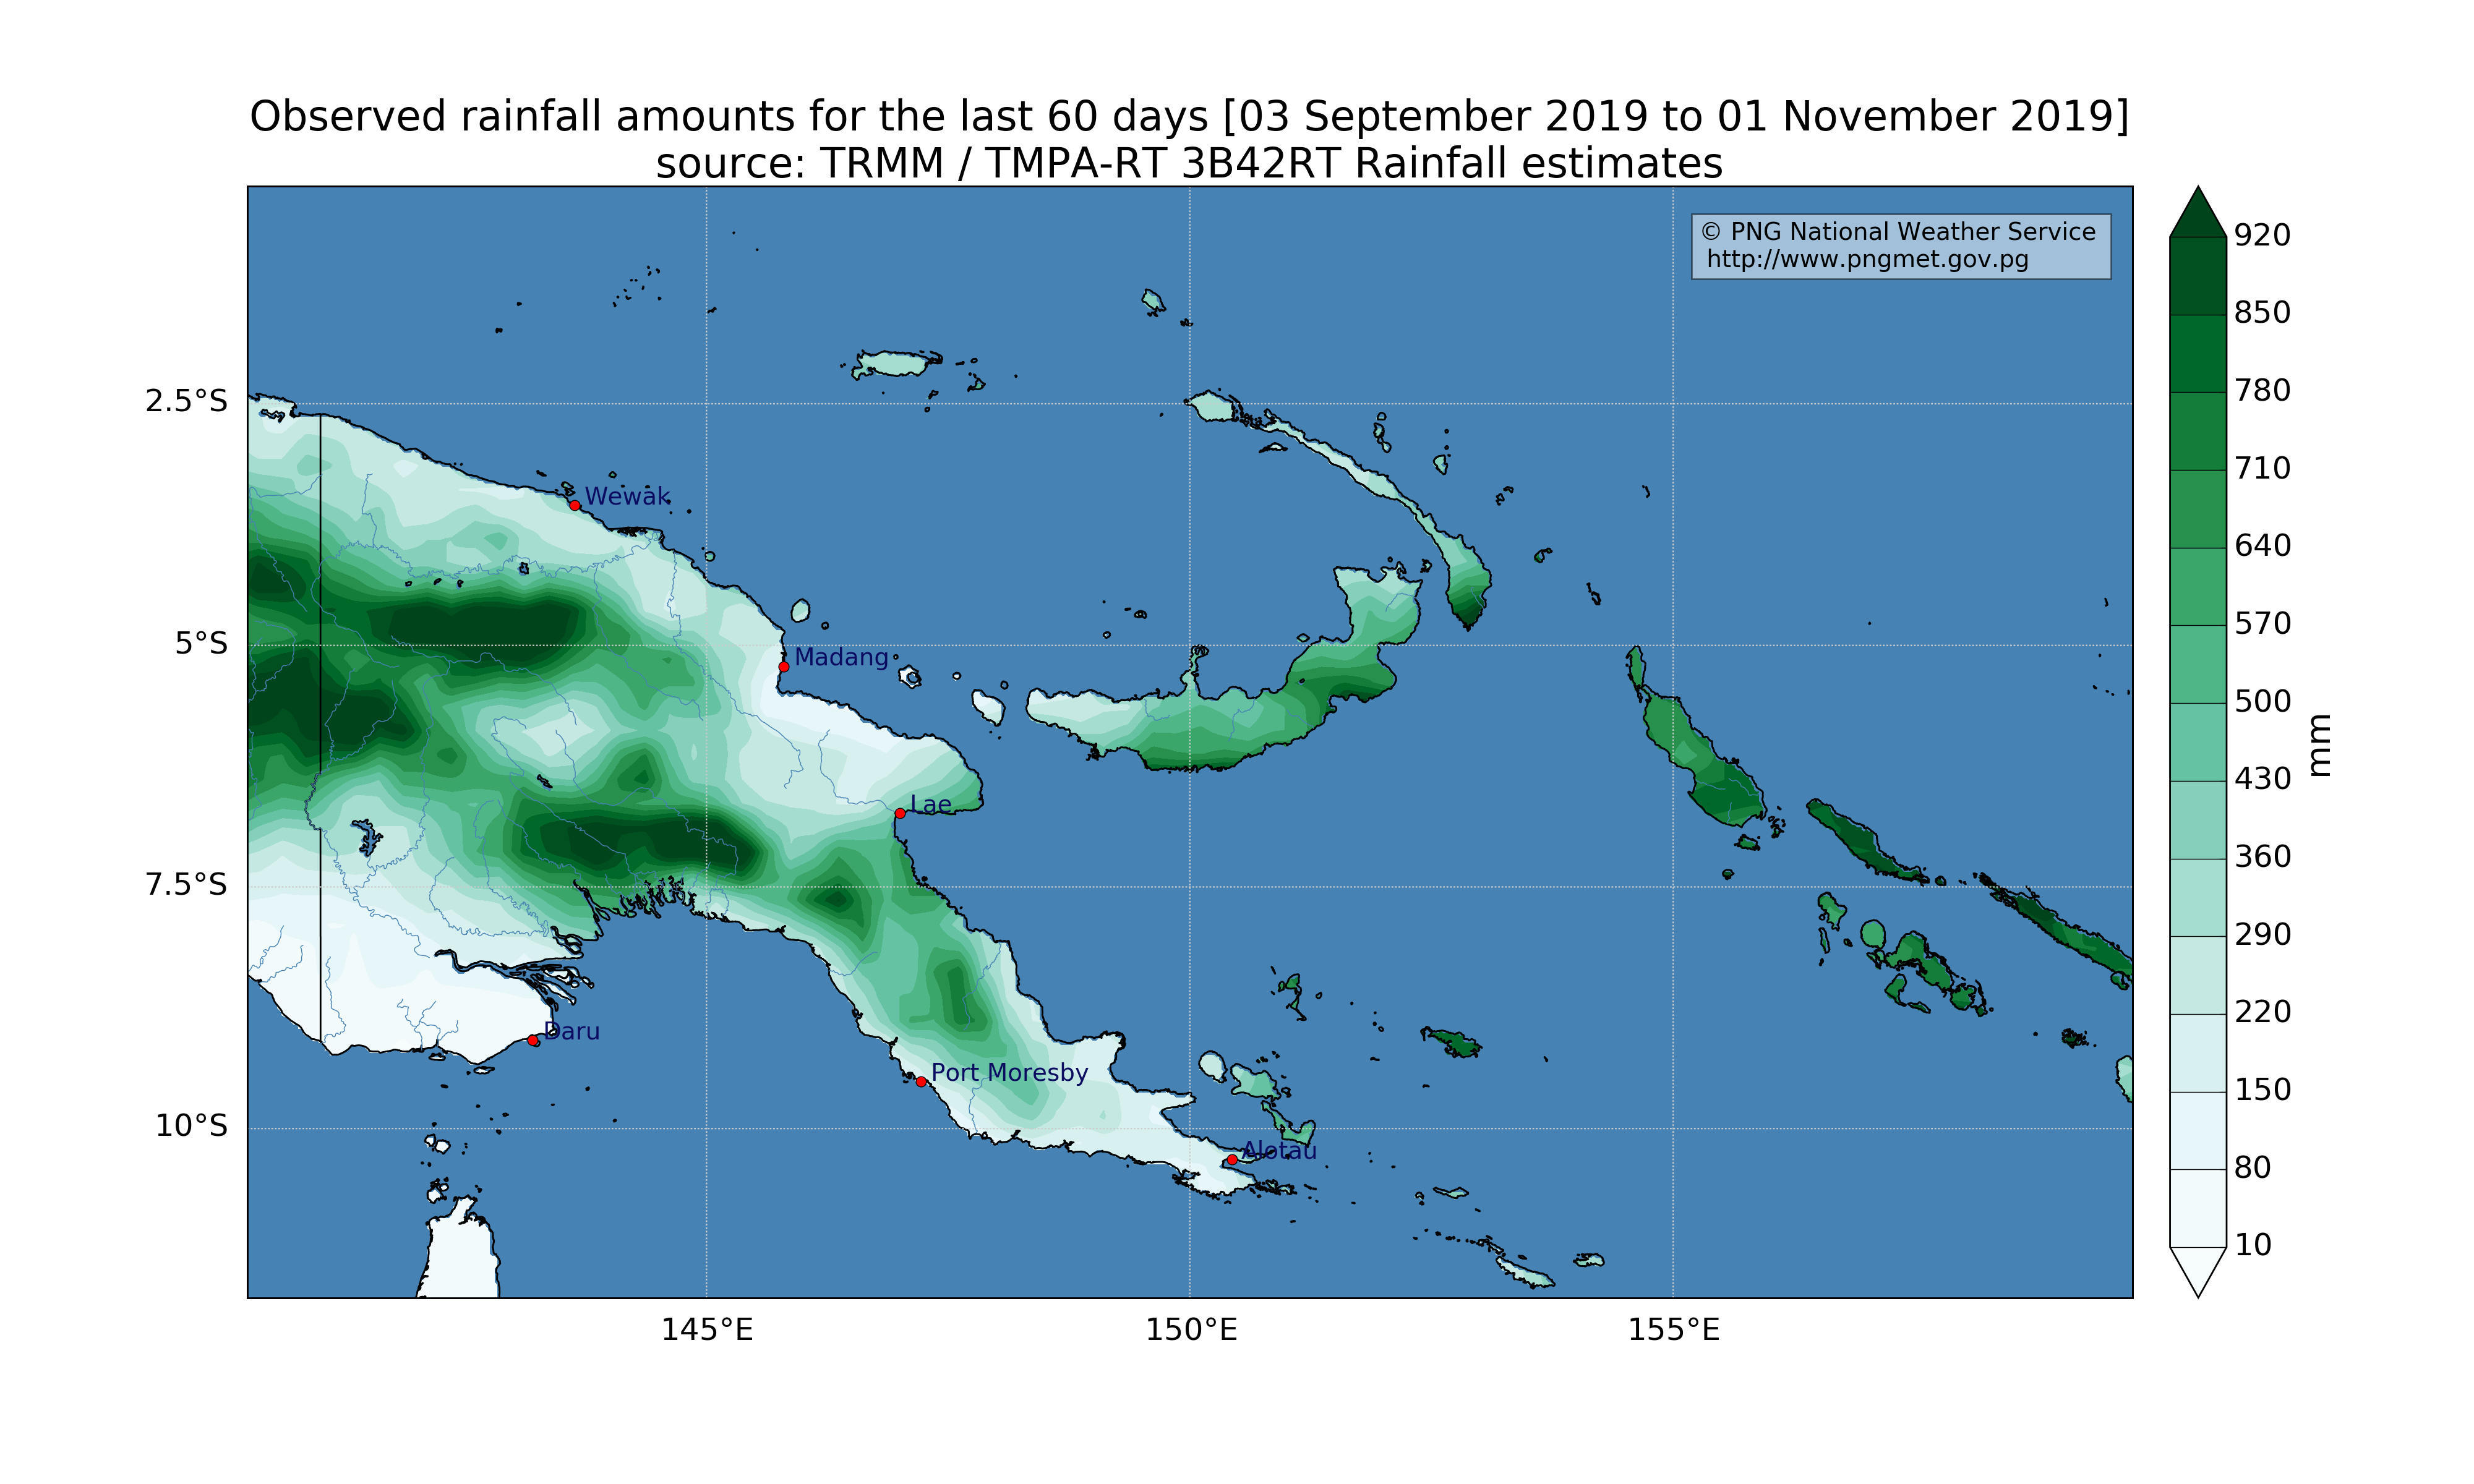 Observed rainfall amounts for the last 60 days [03 September 2019 to 01 November 2019]
source: TRMM / TMPA-RT 3B42RT Rainfall estimates
© PNG National Weather Service
http://www.pngmet.gov.pg
2.5°S
5°S
7.5°S
10°S
Wewak
Madang
Lae
Daru
Port Moresby
Alotau
145°E
150°E
155°E
920
850
780
710
640
570
500
430
360
290
220
150
80
10
mm